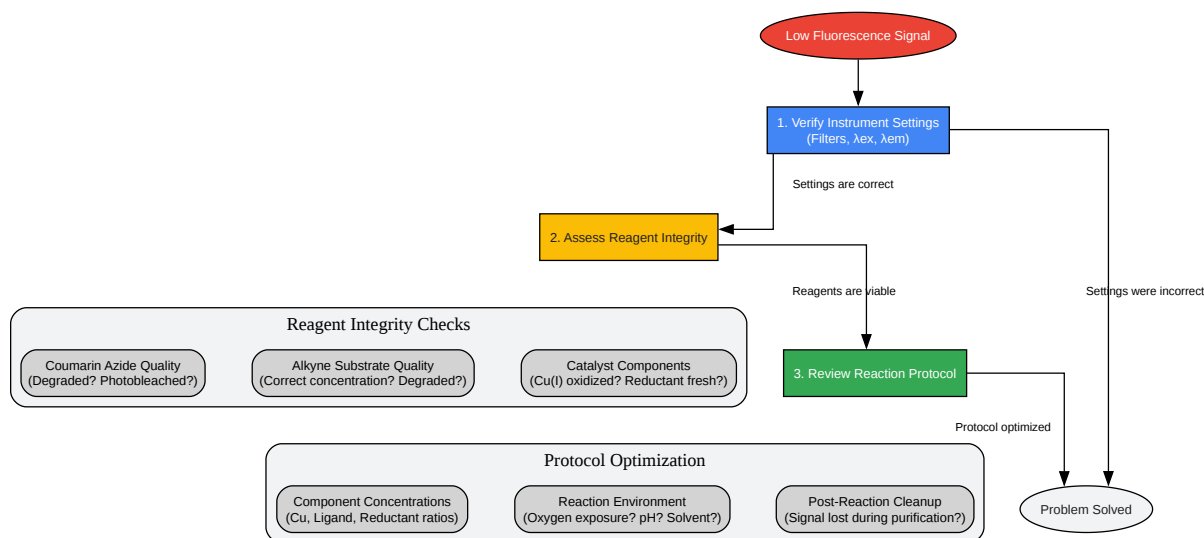 Low Fluorescence Signal
1. Verify Instrument Settings
(Filters, λex, λem)
Settings are correct
2. Assess Reagent Integrity
Reagents are viable
Settings were incorrect
Reagent Integrity Checks
Coumarin Azide Quality
(Degraded? Photobleached?)
Alkyne Substrate Quality
(Correct concentration? Degraded?)
Catalyst Components
(Cu(I) oxidized? Reductant fresh?)
3. Review Reaction Protocol
Protocol optimized
Protocol Optimization
Component Concentrations
(Cu, Ligand, Reductant ratios)
Reaction Environment
(Oxygen exposure? pH? Solvent?)
Post-Reaction Cleanup
(Signal lost during purification?)
Problem Solved